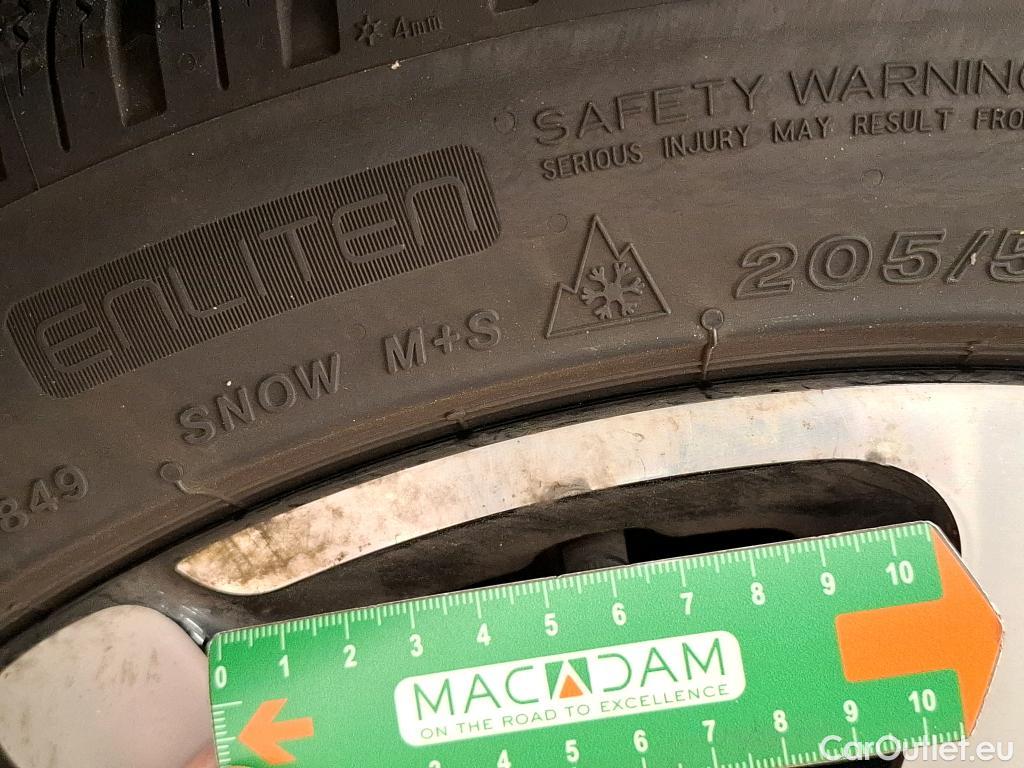 4mm
SAFETY WARNING
SERIOUS INJURY MAY RESULT FRO
ENLITEN
205/5
SNOW M+S
849
0 1 2 3 4 5 6 7 8 9 10
MACADAM
ON THE ROAD TO EXCELLENCE
3 4 5 6 7 8 9 10
CarOutlet.eu